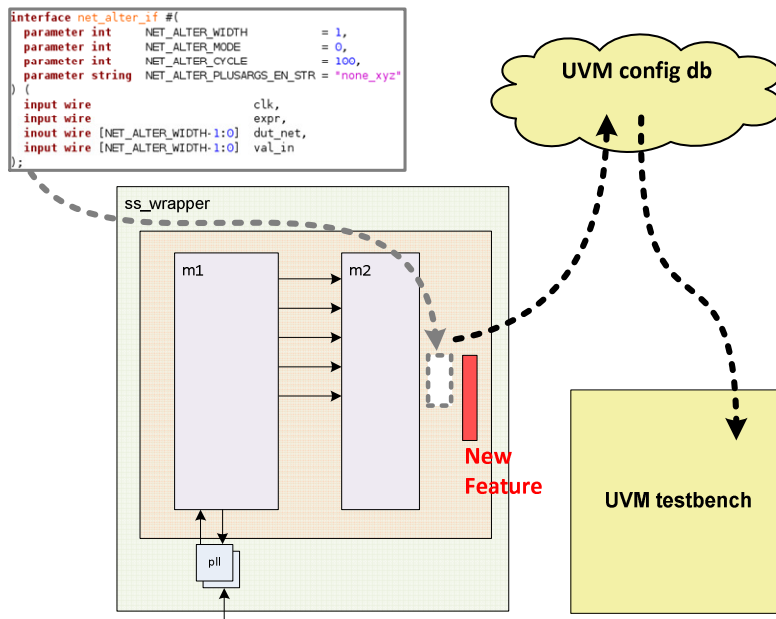 interface net_alter_if #(
parameter int NET_ALTER_WIDTH = 1,
parameter int NET_ALTER_MODE = 0,
parameter int NET_ALTER_CYCLE = 100,
parameter string NET_ALTER_PLUSARGS_EN_STR = "none_xyz"
) (
input wire clk,
input wire expr,
inout wire [NET_ALTER_WIDTH-1:0] dut_net,
input wire [NET_ALTER_WIDTH-1:0] val_in
);
UVM config db
ss_wrapper
m1
m2
New
Feature
UVM testbench
pll